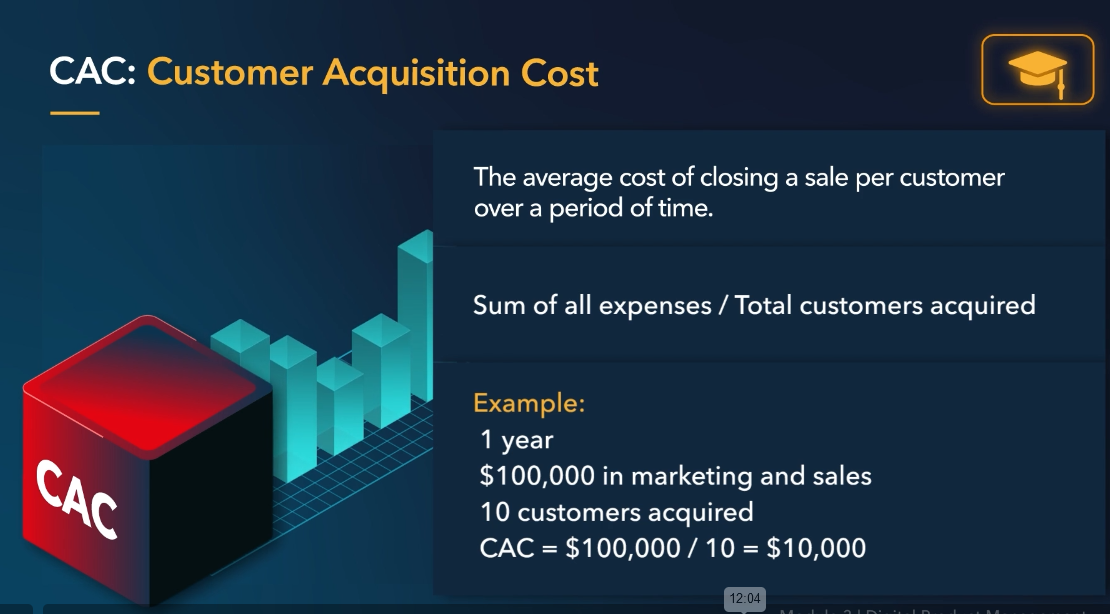 CAC: Customer Acquisition Cost
The average cost of closing a sale per customer
over a period of time.
Sum of all expenses / Total customers acquired
Example:
1 year
$100,000 in marketing and sales
10 customers acquired
CAC = $100,000 / 10 = $10,000
CAC
12:04